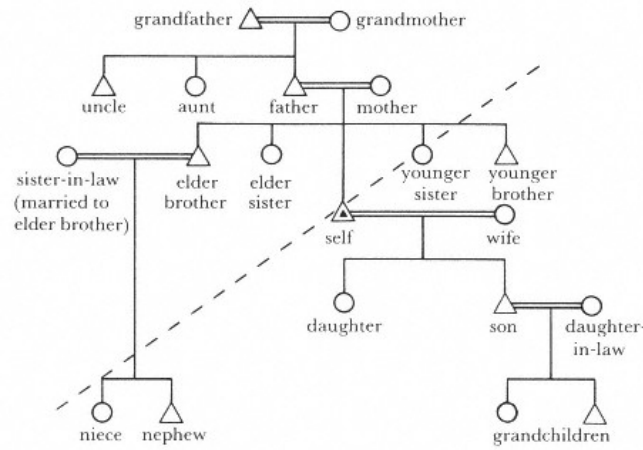 grandfather grandmother
uncle aunt father mother
sister-in-law
(married to
elder brother)
elder
brother
elder
sister
younger
sister
younger
brother
self wife
daughter son daughter-
in-law
niece nephew grandchildren